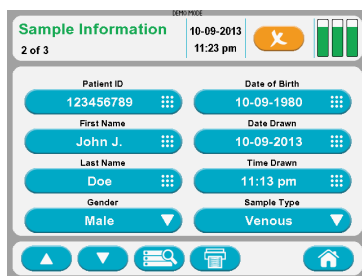 DEMO MODE
Sample Information
2 of 3
10-09-2013
11:23 pm
Patient ID
123456789
Date of Birth
10-09-1980
First Name
John J.
Date Drawn
10-09-2013
Last Name
Doe
Time Drawn
11:13 pm
Gender
Male
Sample Type
Venous